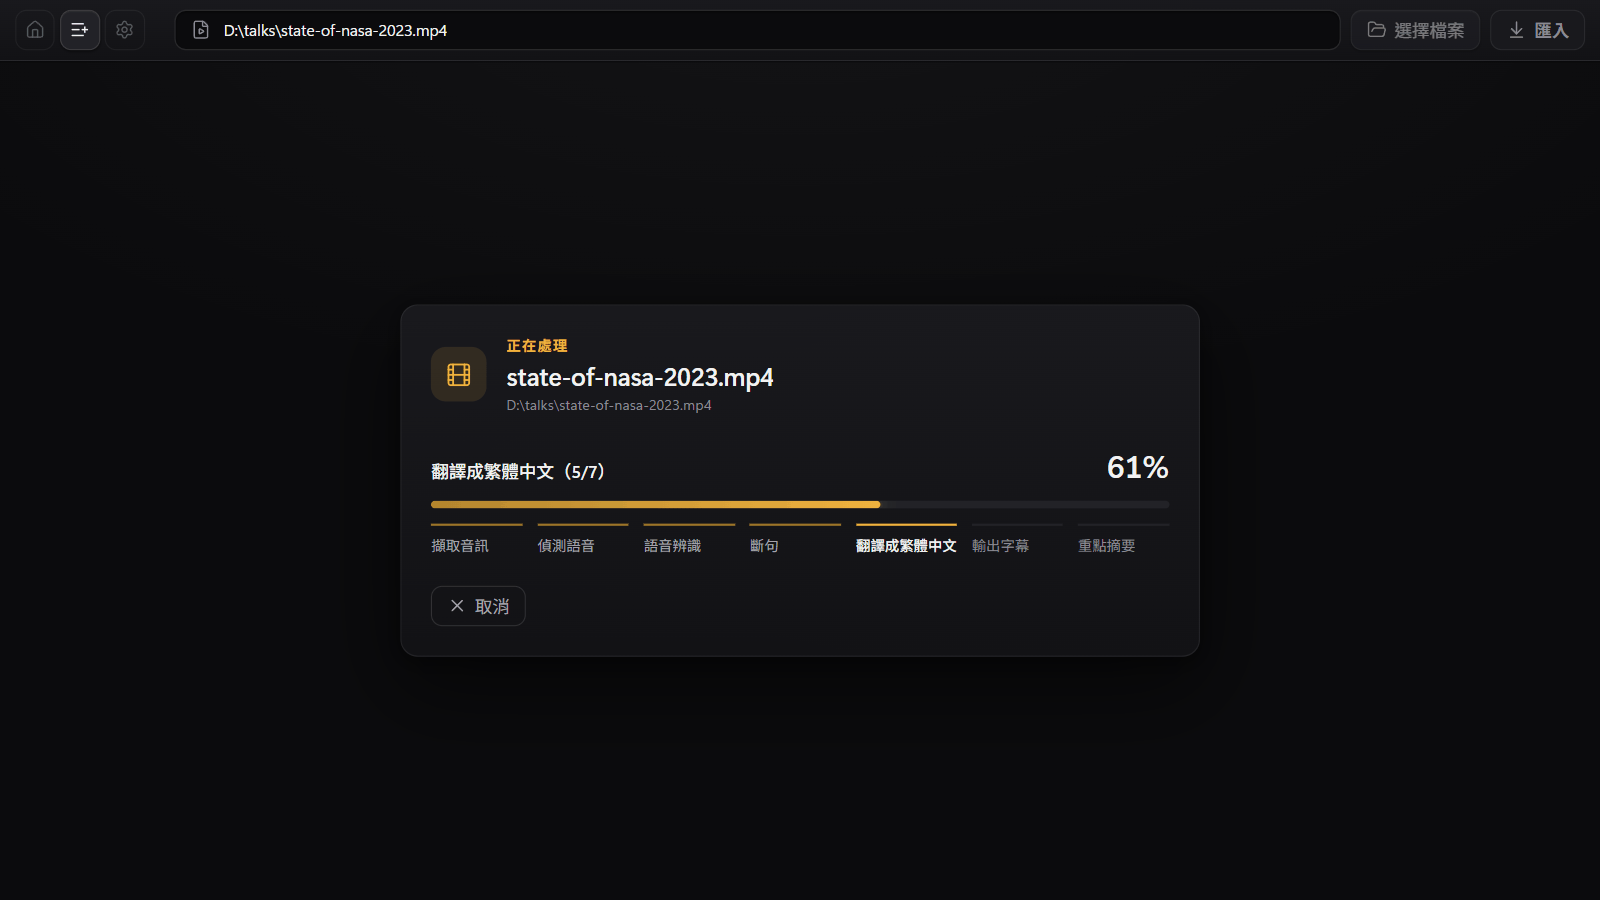 D:\talks\state-of-nasa-2023.mp4
選擇檔案
匯入
正在處理
state-of-nasa-2023.mp4
D:\talks\state-of-nasa-2023.mp4
翻譯成繁體中文（5/7）
61%
擷取音訊
偵測語音
語音辨識
斷句
翻譯成繁體中文
輸出字幕
重點摘要
取消